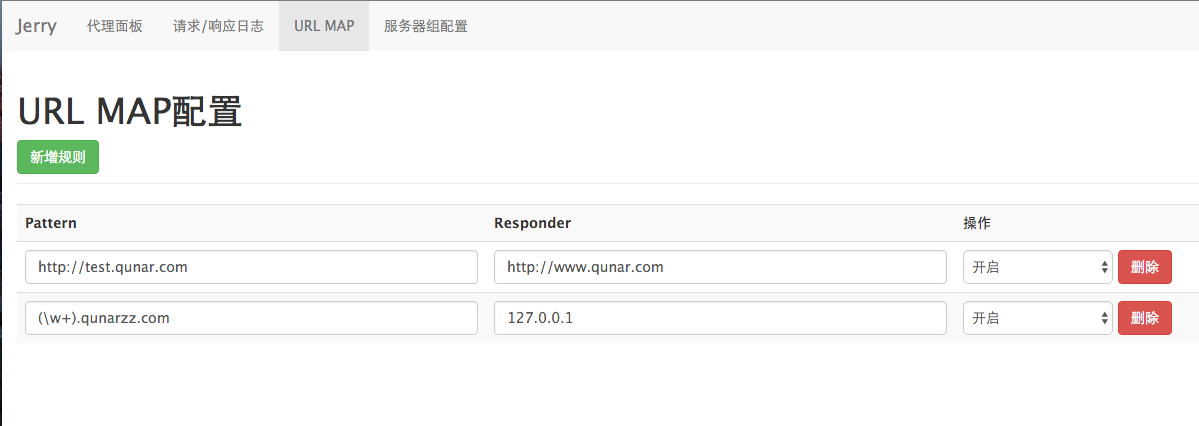 Jerry 代理面板 请求/响应日志 URL MAP 服务器组配置
URL MAP配置
新增规则
Pattern Responder 操作
http://test.qunar.com http://www.qunar.com 开启 删除
(\w+).qunarzz.com 127.0.0.1 开启 删除